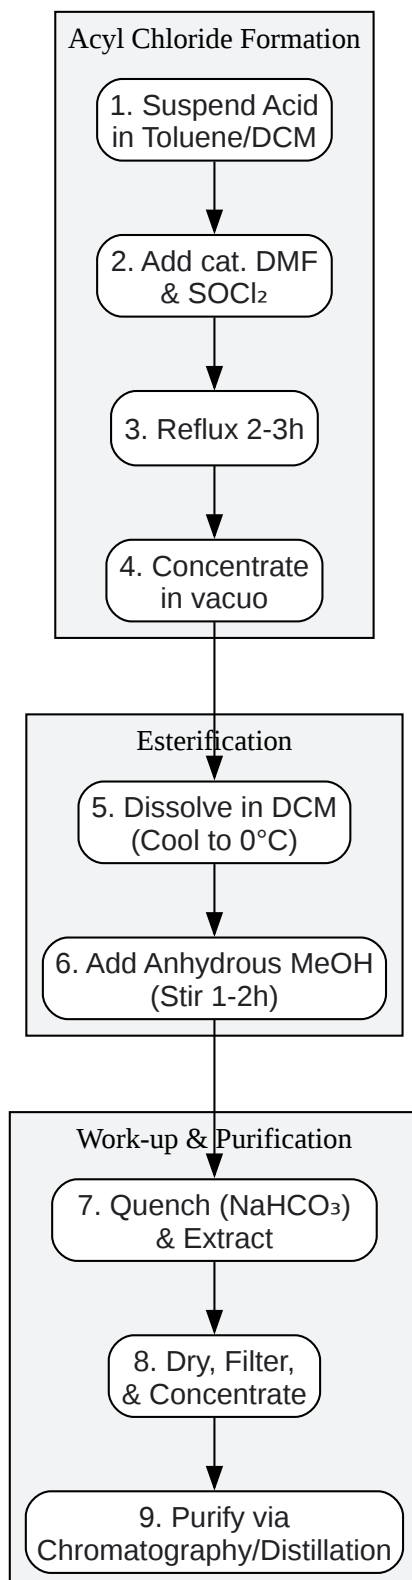 Acyl Chloride Formation
1. Suspend Acid
in Toluene/DCM
2. Add cat. DMF
& SOCl₂
3. Reflux 2-3h
4. Concentrate
in vacuo
Esterification
5. Dissolve in DCM
(Cool to 0°C)
6. Add Anhydrous MeOH
(Stir 1-2h)
Work-up & Purification
7. Quench (NaHCO₃)
& Extract
8. Dry, Filter,
& Concentrate
9. Purify via
Chromatography/Distillation